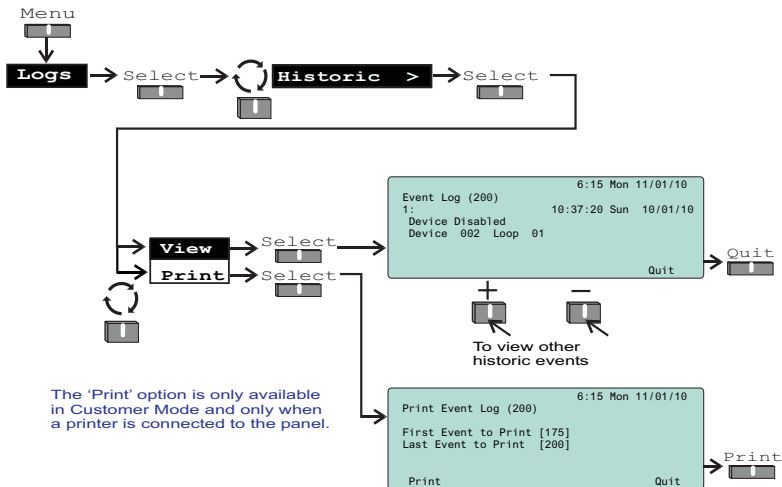 Menu
Logs
Select
Historic >
Select
6:15 Mon 11/01/10
Event Log (200)
1: 10:37:20 Sun 10/01/10
Device Disabled
Device 002 Loop 01
Quit
View
Select
Print
Select
Quit
+ −
To view other
historic events
The ‘Print’ option is only available
in Customer Mode and only when
a printer is connected to the panel.
6:15 Mon 11/01/10
Print Event Log (200)
First Event to Print [175]
Last Event to Print [200]
Print Quit
Print